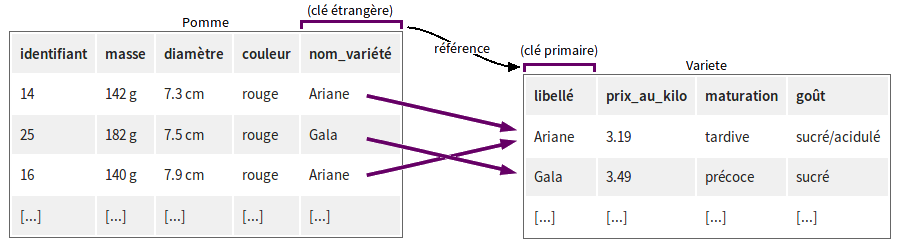 (clé étrangère)
Pomme
référence
(clé primaire)
Variete
identifiant masse diamètre couleur nom_variété
14 142 g 7.3 cm rouge Ariane
25 182 g 7.5 cm rouge Gala
16 140 g 7.9 cm rouge Ariane
[...] [...] [...] [...] [...]
libellé prix_au_kilo maturation goût
Ariane 3.19 tardive sucré/acidulé
Gala 3.49 précoce sucré
[...] [...] [...] [...]